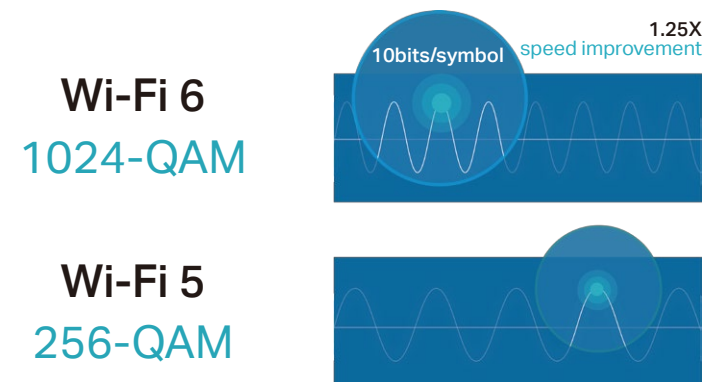 Wi-Fi 6
1024-QAM
10bits/symbol
1.25X
speed improvement
Wi-Fi 5
256-QAM